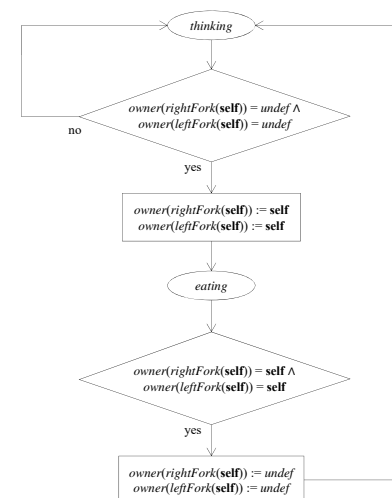 thinking
owner(rightFork(self)) = undef ∧
owner(leftFork(self)) = undef
no
yes
owner(rightFork(self)) := self
owner(leftFork(self)) := self
eating
owner(rightFork(self)) = self ∧
owner(leftFork(self)) = self
yes
owner(rightFork(self)) := undef
owner(leftFork(self)) := undef